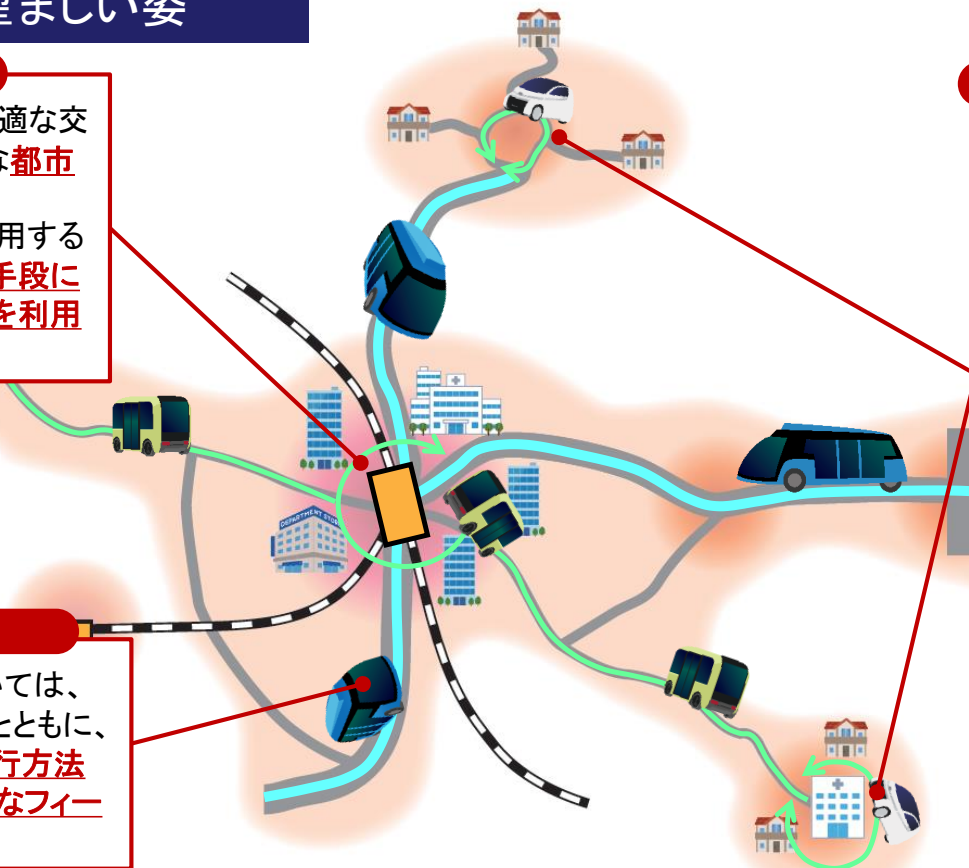 望ましい姿
適な交
な都市
用する
手段に
を利用
DEPARTMENT STORE
いては、
とともに、
行方法
なフィー